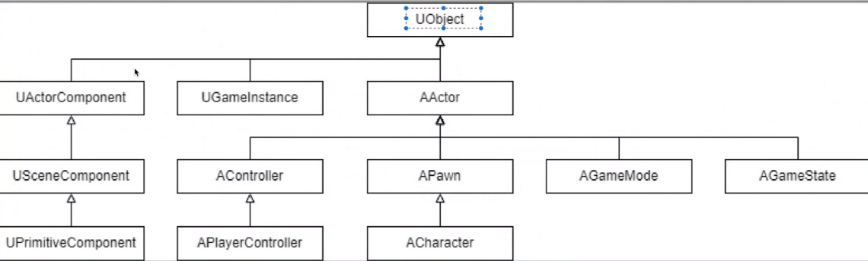 UObject
UActorComponent
UGameInstance
AActor
USceneComponent
AController
APawn
AGameMode
AGameState
UPrimitiveComponent
APlayerController
ACharacter